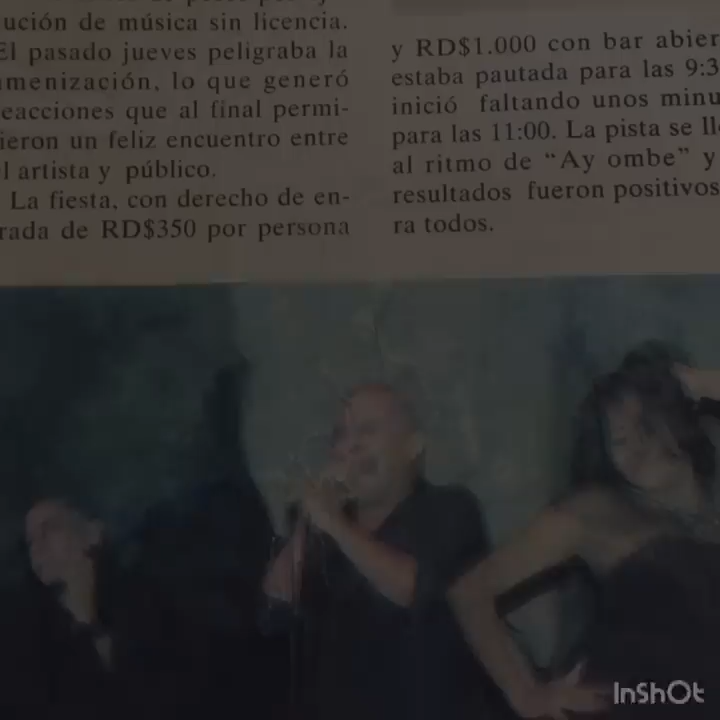 ución de música sin licencia.
El pasado jueves peligraba la
menización, lo que generó
eacciones que al final permi-
ieron un feliz encuentro entre
l artista y público.
La fiesta, con derecho de en-
rada de RD$350 por persona
y RD$1.000 con bar abier
estaba pautada para las 9:3
inició faltando unos minu
para las 11:00. La pista se ll
al ritmo de “Ay ombe” y
resultados fueron positivos
ra todos.
InShOt